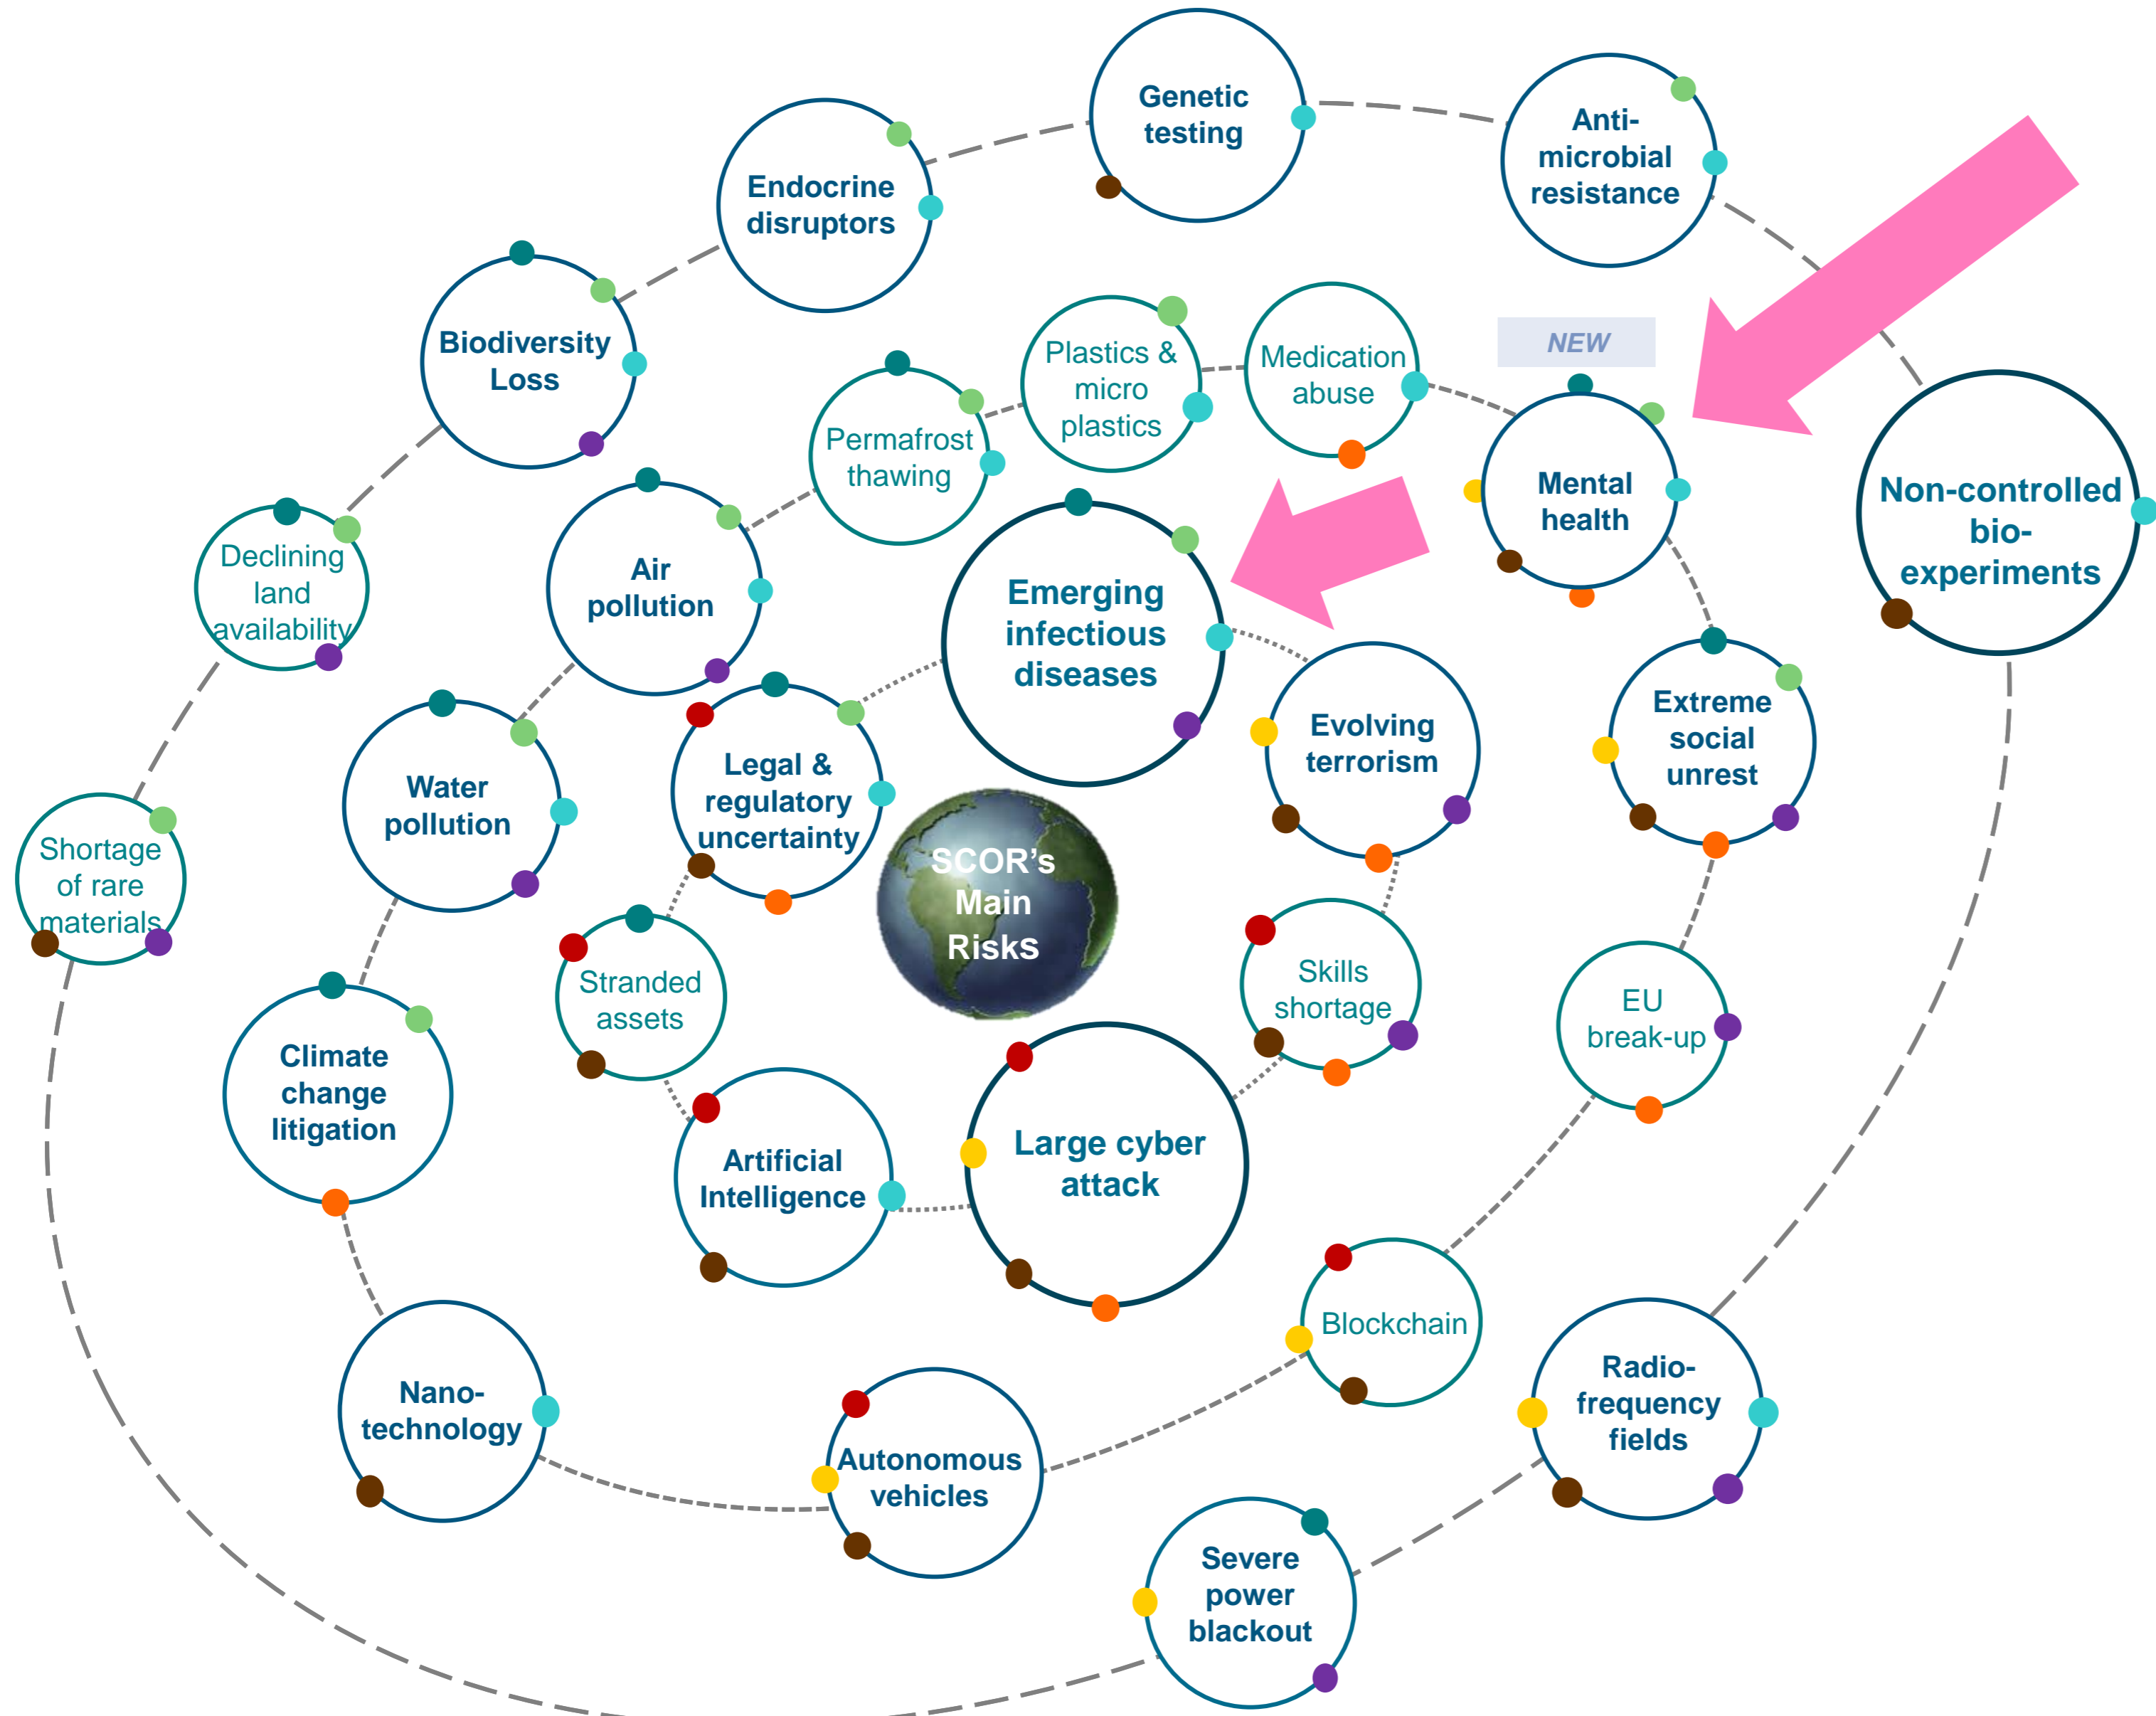 Genetic
testing
Anti-
microbial
resistance
Endocrine
disruptors
Biodiversity
Loss
Plastics &
micro
plastics
Medication
abuse
NEW
Permafrost
thawing
Mental
health
Non-controlled
bio-
experiments
Declining
land
availability
Air
pollution
Emerging
infectious
diseases
Evolving
terrorism
Extreme
social
unrest
Water
pollution
Legal &
regulatory
uncertainty
Shortage
of rare
materials
SCOR's
Main
Risks
Stranded
assets
Skills
shortage
EU
break-up
Climate
change
litigation
Artificial
Intelligence
Large cyber
attack
Blockchain
Nano-
technology
Autonomous
vehicles
Radio-
frequency
fields
Severe
power
blackout